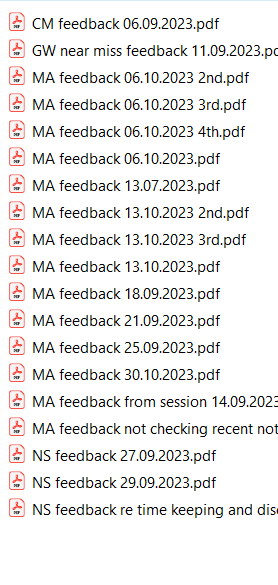 CM feedback 06.09.2023.pdf
GW near miss feedback 11.09.2023.pd
MA feedback 06.10.2023 2nd.pdf
MA feedback 06.10.2023 3rd.pdf
MA feedback 06.10.2023 4th.pdf
MA feedback 06.10.2023.pdf
MA feedback 13.07.2023.pdf
MA feedback 13.10.2023 2nd.pdf
MA feedback 13.10.2023 3rd.pdf
MA feedback 13.10.2023.pdf
MA feedback 18.09.2023.pdf
MA feedback 21.09.2023.pdf
MA feedback 25.09.2023.pdf
MA feedback 30.10.2023.pdf
MA feedback from session 14.09.2023
MA feedback not checking recent not
NS feedback 27.09.2023.pdf
NS feedback 29.09.2023.pdf
NS feedback re time keeping and disc